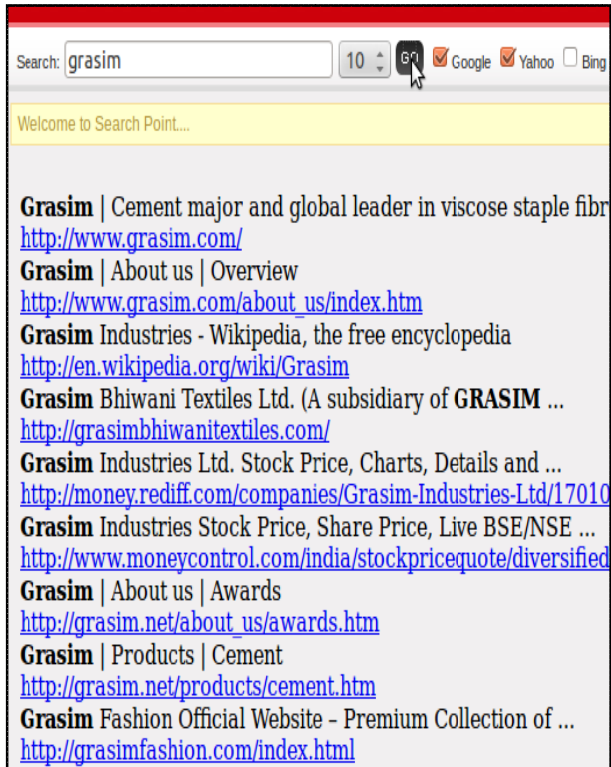 Search: grasim 10 GO Google Yahoo Bing
Welcome to Search Point....
Grasim | Cement major and global leader in viscose staple fibr
http://www.grasim.com/
Grasim | About us | Overview
http://www.grasim.com/about_us/index.htm
Grasim Industries - Wikipedia, the free encyclopedia
http://en.wikipedia.org/wiki/Grasim
Grasim Bhiwani Textiles Ltd. (A subsidiary of GRASIM ...
http://grasimbhiwanitextiles.com/
Grasim Industries Ltd. Stock Price, Charts, Details and ...
http://money.rediff.com/companies/Grasim-Industries-Ltd/17010
Grasim Industries Stock Price, Share Price, Live BSE/NSE ...
http://www.moneycontrol.com/india/stockpricequote/diversified
Grasim | About us | Awards
http://grasim.net/about_us/awards.htm
Grasim | Products | Cement
http://grasim.net/products/cement.htm
Grasim Fashion Official Website – Premium Collection of ...
http://grasimfashion.com/index.html